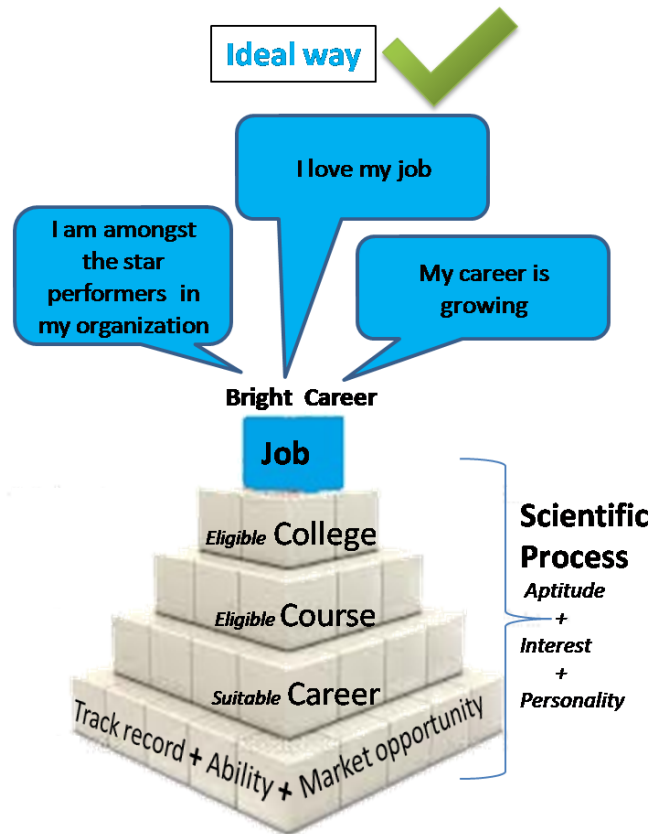 Ideal way
I love my job
I am amongst
the star
performers in
my organization
My career is
growing
Bright Career
Job
Eligible College
Eligible Course
Suitable Career
Track record + Ability + Market opportunity
Scientific
Process
Aptitude
+
Interest
+
Personality